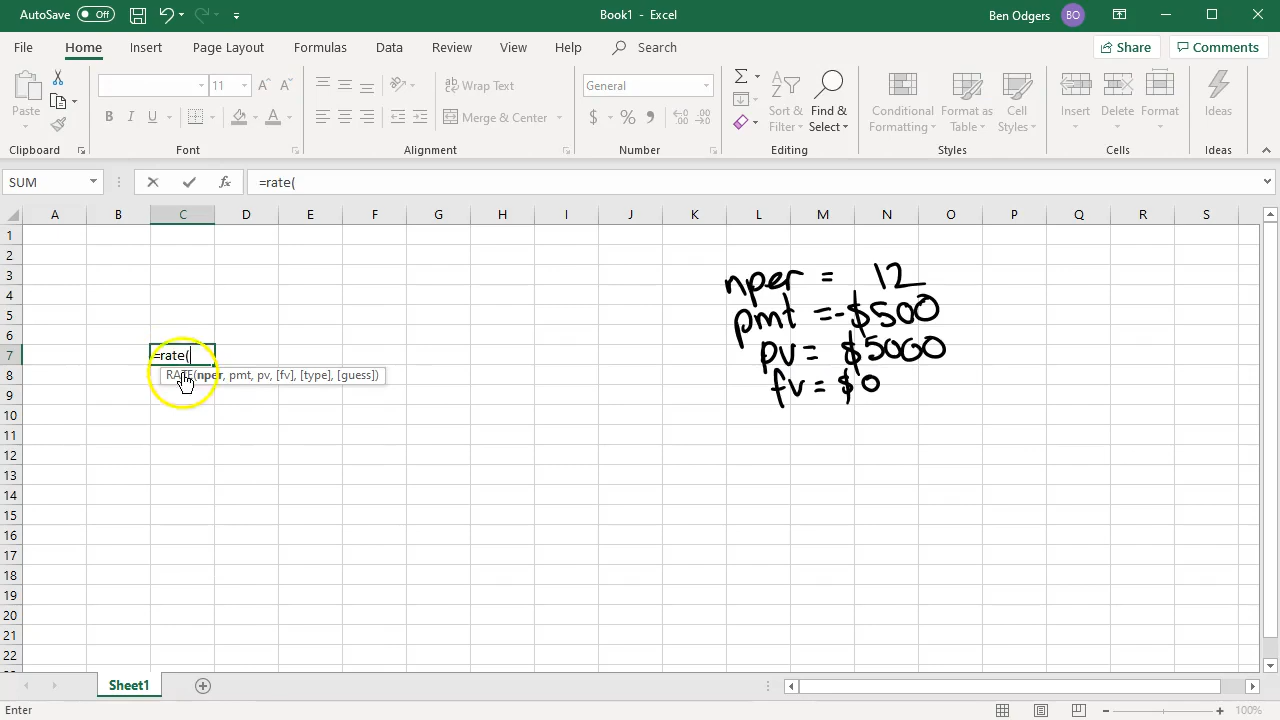 AutoSave Off Book1 - Excel Ben Odgers BO
File Home Insert Page Layout Formulas Data Review View Help Search Share Comments
Paste 11 A A Wrap Text General Sort & Filter Find & Select Conditional Formatting Format as Table Cell Styles Insert Delete Format Ideas
B I U A Merge & Center $ % , .00
Clipboard Font Alignment Number Editing Styles Cells Ideas
SUM fx =rate(
A B C D E F G H I J K L M N O P Q R S
1
2
3 nper = 12
4
5 pmt =-$500
6
7 =rate( pv = $5000
8 RATE(nper, pmt, pv, [fv], [type], [guess])
9 fv = $0
10
11
12
13
14
15
16
17
18
19
20
21
22
Sheet1
Enter 100%